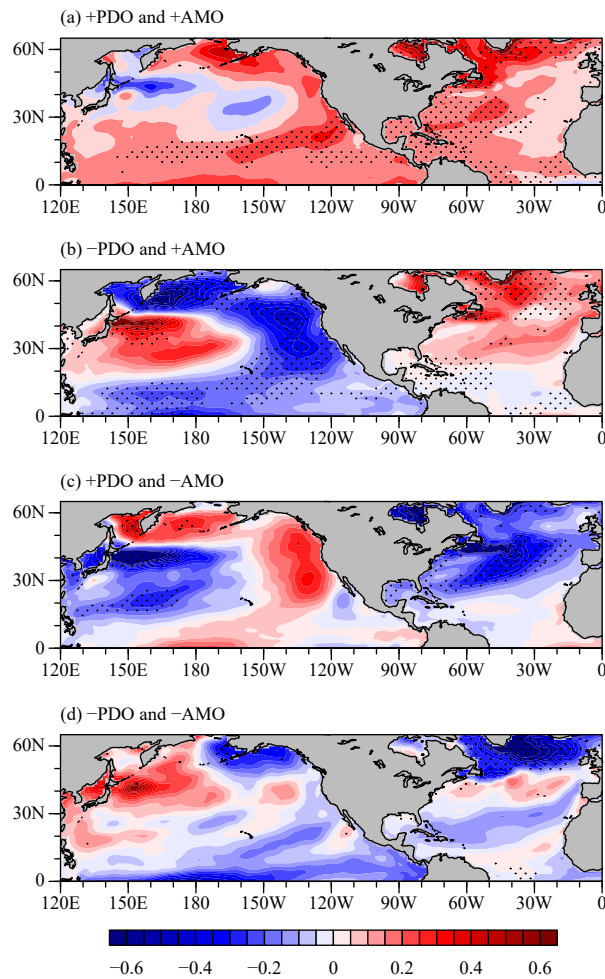 (a) +PDO and +AMO
60N
30N
0
120E 150E 180 150W 120W 90W 60W 30W 0
(b) −PDO and +AMO
60N
30N
0
120E 150E 180 150W 120W 90W 60W 30W 0
(c) +PDO and −AMO
60N
30N
0
120E 150E 180 150W 120W 90W 60W 30W 0
(d) −PDO and −AMO
60N
30N
0
120E 150E 180 150W 120W 90W 60W 30W 0
−0.6 −0.4 −0.2 0 0.2 0.4 0.6